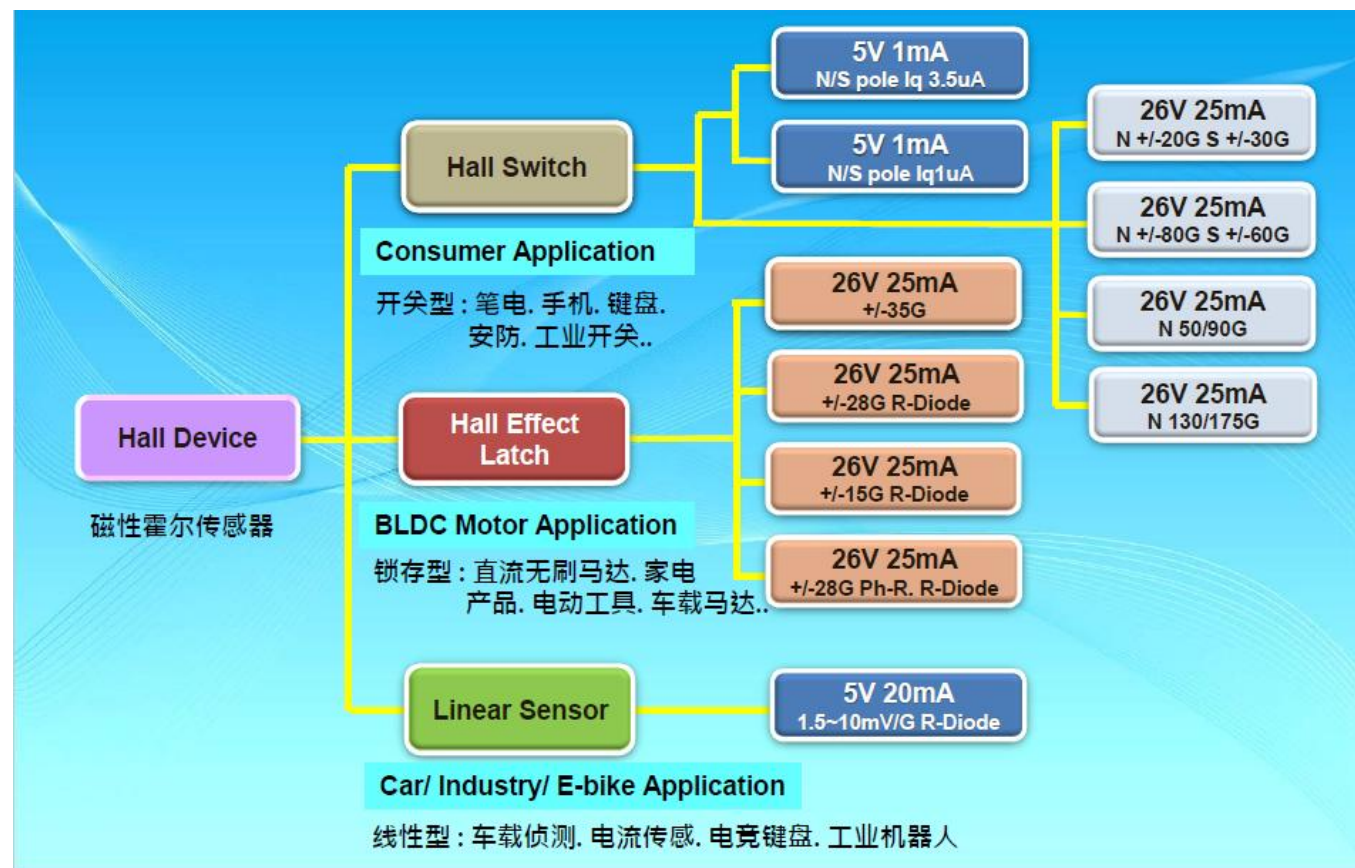 5V 1mA
N/S pole Iq 3.5uA
5V 1mA
N/S pole Iq1uA
26V 25mA
N +/-20G S +/-30G
26V 25mA
N +/-80G S +/-60G
26V 25mA
N 50/90G
26V 25mA
N 130/175G
Hall Switch
Consumer Application
开关型 : 笔电. 手机. 键盘.
安防. 工业开关..
26V 25mA
+/-35G
26V 25mA
+/-28G R-Diode
26V 25mA
+/-15G R-Diode
26V 25mA
+/-28G Ph-R. R-Diode
Hall Device
磁性霍尔传感器
Hall Effect
Latch
BLDC Motor Application
锁存型 : 直流无刷马达. 家电
产品. 电动工具. 车载马达..
Linear Sensor
5V 20mA
1.5~10mV/G R-Diode
Car/ Industry/ E-bike Application
线性型 : 车载侦测. 电流传感. 电竞键盘. 工业机器人